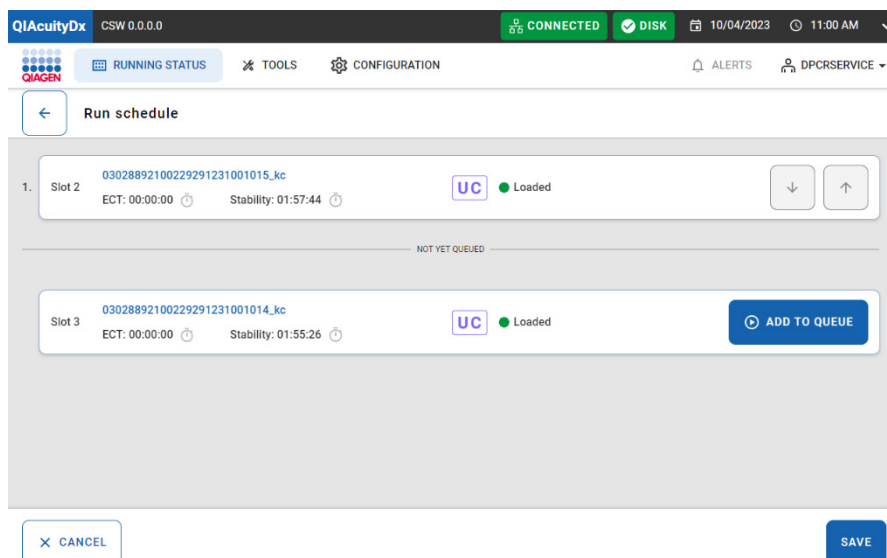 QIAcuityDx CSW 0.0.0.0 CONNECTED DISK 10/04/2023 11:00 AM
QIAGEN RUNNING STATUS TOOLS CONFIGURATION ALERTS DPCRSERVICE
Run schedule
03028892100229291231001015_kc
1. Slot 2 UC Loaded
ECT: 00:00:00 Stability: 01:57:44
NOT YET QUEUED
03028892100229291231001014_kc
Slot 3 UC Loaded ADD TO QUEUE
ECT: 00:00:00 Stability: 01:55:26
CANCEL SAVE